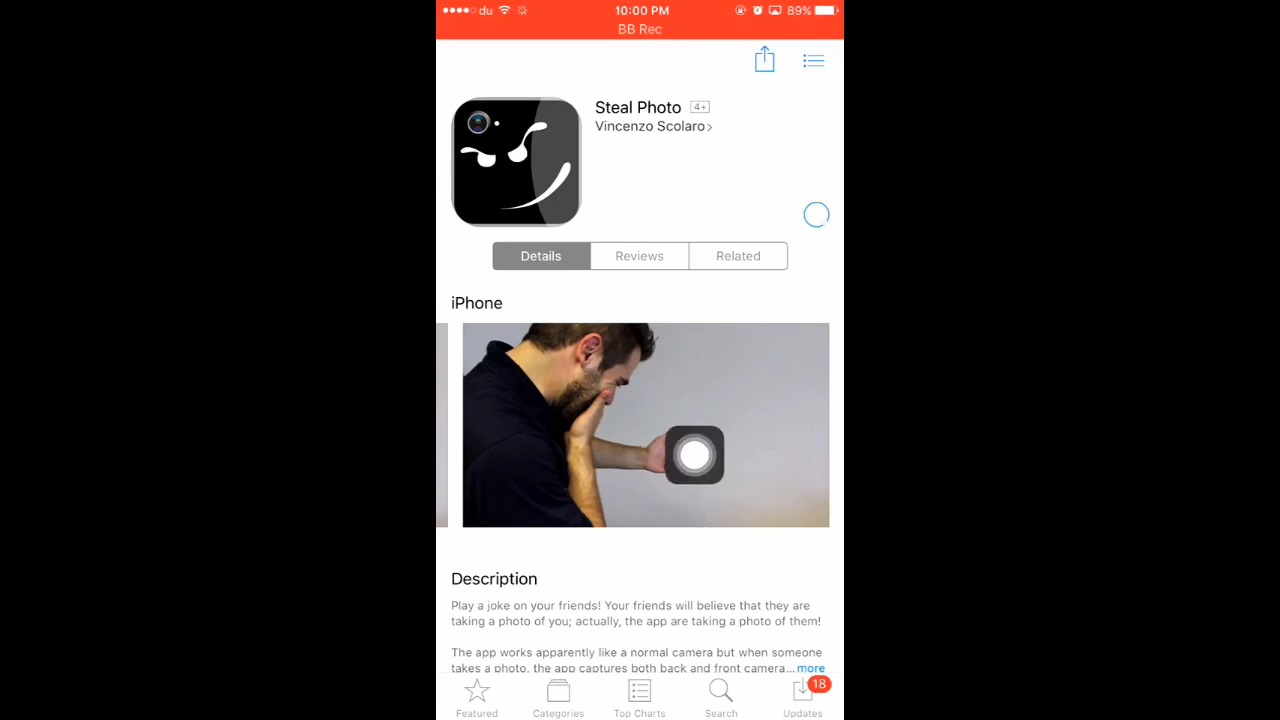 du 10:00 PM 89%
BB Rec
Steal Photo 4+
Vincenzo Scolaro
Details Reviews Related
iPhone
Description
Play a joke on your friends! Your friends will believe that they are
taking a photo of you; actually, the app are taking a photo of them!
The app works apparently like a normal camera but when someone
takes a photo, the app captures both back and front camera... more
18
Featured Categories Top Charts Search Updates